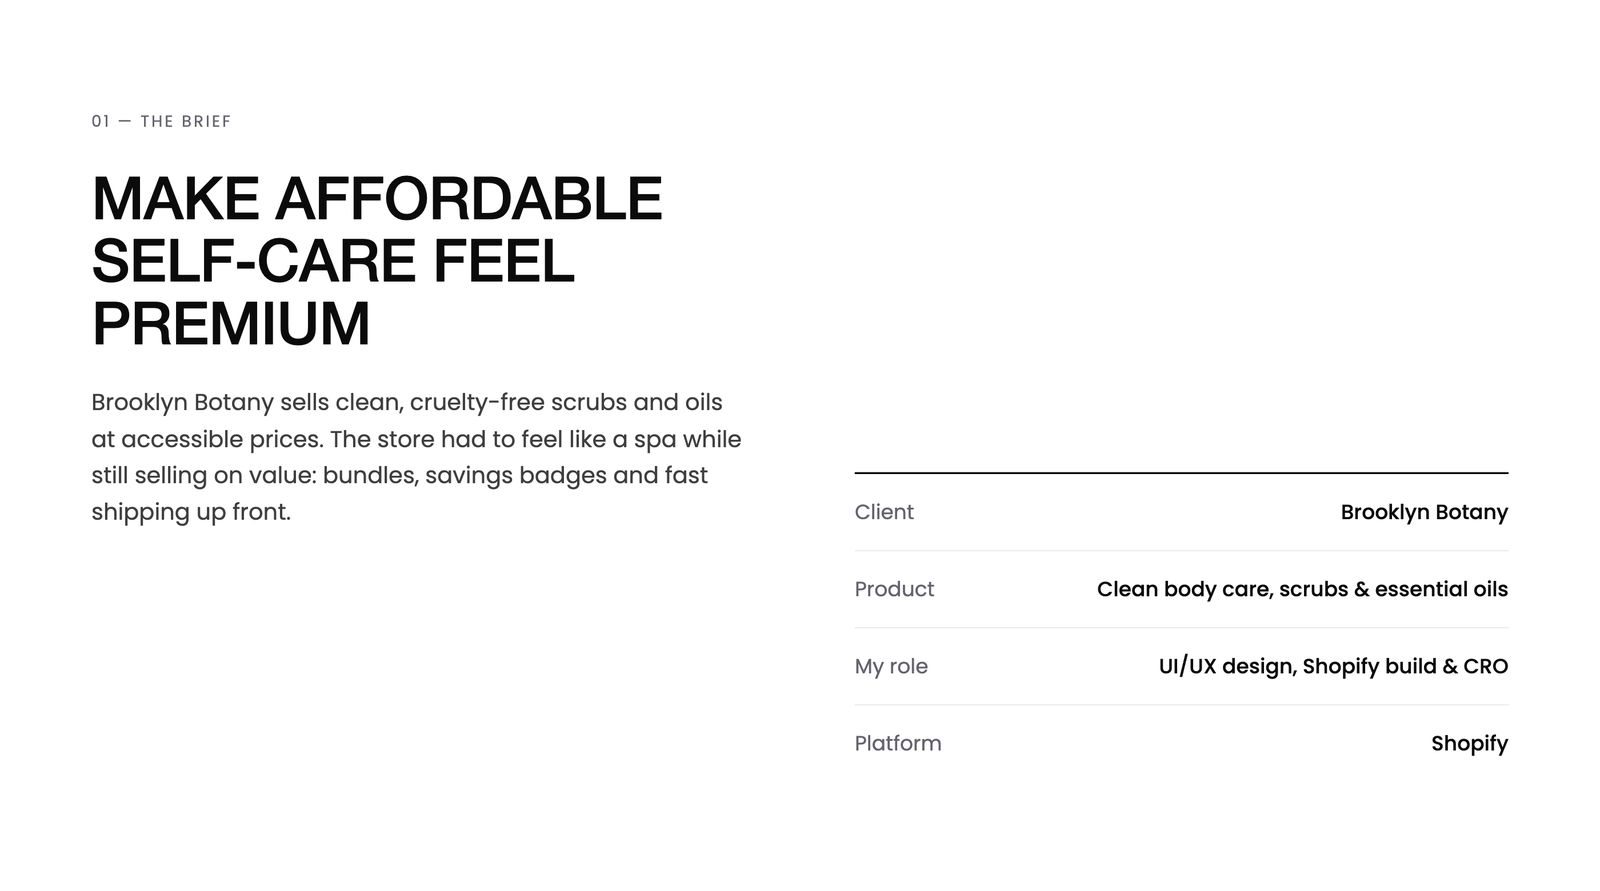 01 — THE BRIEF
MAKE AFFORDABLE
SELF-CARE FEEL
PREMIUM
Brooklyn Botany sells clean, cruelty-free scrubs and oils
at accessible prices. The store had to feel like a spa while
still selling on value: bundles, savings badges and fast
shipping up front.
Client Brooklyn Botany
Product Clean body care, scrubs & essential oils
My role UI/UX design, Shopify build & CRO
Platform Shopify